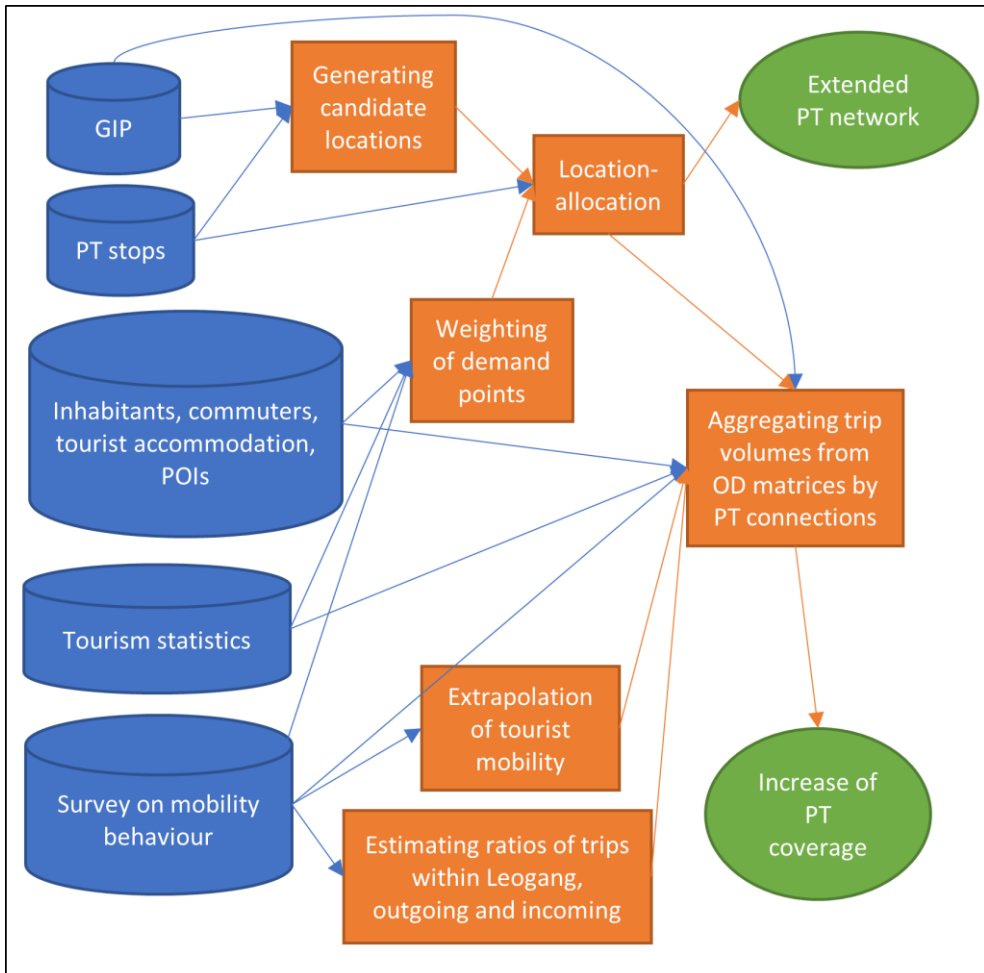 GIP
Generating
candidate
locations
Extended
PT network
PT stops
Location-
allocation
Inhabitants, commuters,
tourist accommodation,
POIs
Weighting
of demand
points
Aggregating trip
volumes from
OD matrices by
PT connections
Tourism statistics
Survey on mobility
behaviour
Extrapolation
of tourist
mobility
Estimating ratios of trips
within Leogang,
outgoing and incoming
Increase of
PT
coverage